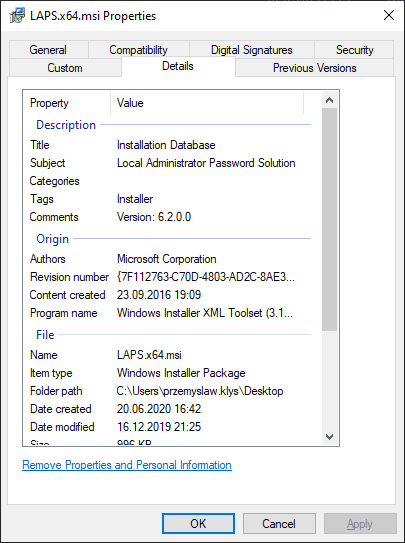 LAPS.x64.msi Properties
General Compatibility Digital Signatures Security
Custom Details Previous Versions
Property Value
Description
Title Installation Database
Subject Local Administrator Password Solution
Categories
Tags Installer
Comments Version: 6.2.0.0
Origin
Authors Microsoft Corporation
Revision number {7F112763-C70D-4803-AD2C-8AE3...
Content created 23.09.2016 19:09
Program name Windows Installer XML Toolset (3.1...
File
Name LAPS.x64.msi
Item type Windows Installer Package
Folder path C:\Users\przemyslaw.klys\Desktop
Date created 20.06.2020 16:42
Date modified 16.12.2019 21:25
Size 996 KB
Remove Properties and Personal Information
OK Cancel Apply